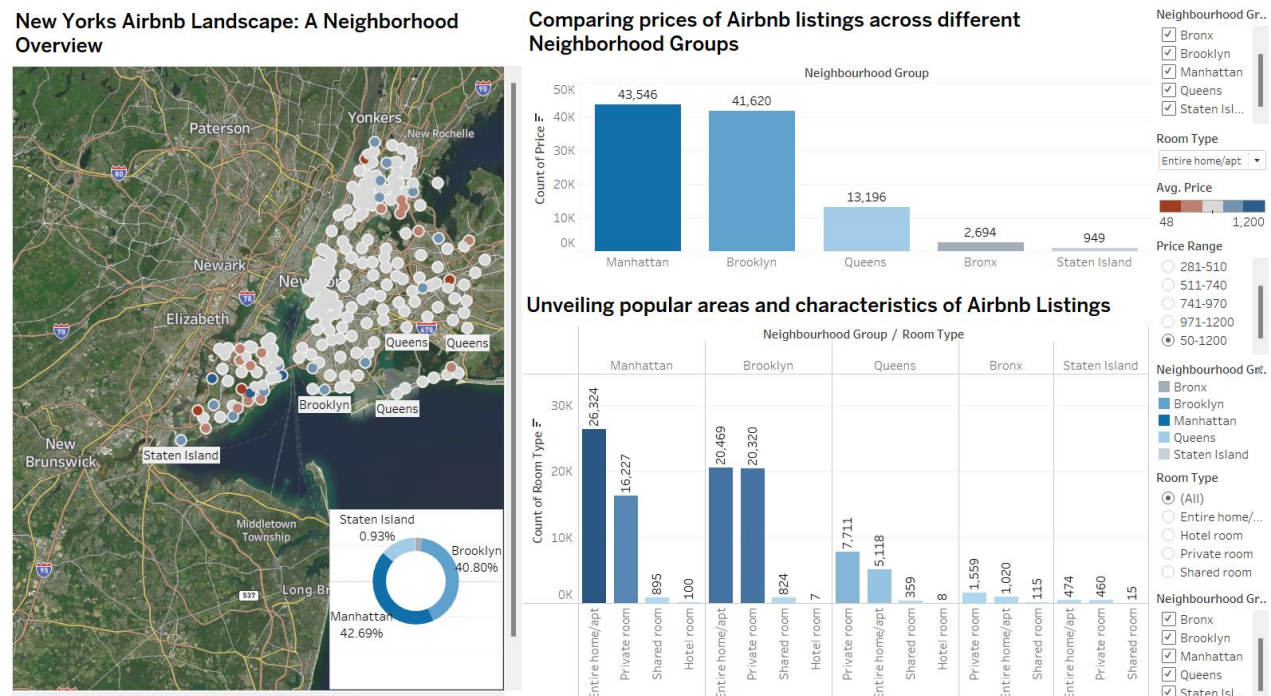 New Yorks Airbnb Landscape: A Neighborhood
Overview
Paterson
Yonkers
New Rochelle
95
80
Newark
78
Elizabeth
78
678
Queens
Queens
Brooklyn
Queens
New
Brunswick
Staten Island
Middletown
Township
95
537
Long Br
Staten Island
0.93%
Brooklyn
40.80%
Manhattan
42.69%
Comparing prices of Airbnb listings across different
Neighborhood Groups
Neighbourhood Group
Count of Price
50K
40K
30K
20K
10K
0K
43,546
41,620
13,196
2,694
949
Manhattan
Brooklyn
Queens
Bronx
Staten Island
Unveiling popular areas and characteristics of Airbnb Listings
Neighbourhood Group / Room Type
Manhattan
Brooklyn
Queens
Bronx
Staten Island
Count of Room Type
30K
20K
10K
0K
26,324
16,227
895
100
20,469
20,320
824
7
7,711
5,118
359
8
1,559
1,020
115
474
460
15
Entire home/apt
Private room
Shared room
Hotel room
Entire home/apt
Private room
Shared room
Hotel room
Private room
Entire home/apt
Shared room
Hotel room
Private room
Entire home/apt
Shared room
Entire home/apt
Private room
Shared room
Neighbourhood Gr..
Bronx
Brooklyn
Manhattan
Queens
Staten Isl...
Room Type
Entire home/apt
Avg. Price
48 1,200
Price Range
281-510
511-740
741-970
971-1200
50-1200
Neighbourhood Gr..
Bronx
Brooklyn
Manhattan
Queens
Staten Island
Room Type
(All)
Entire home/...
Hotel room
Private room
Shared room
Neighbourhood Gr..
Bronx
Brooklyn
Manhattan
Queens
Staten Isl